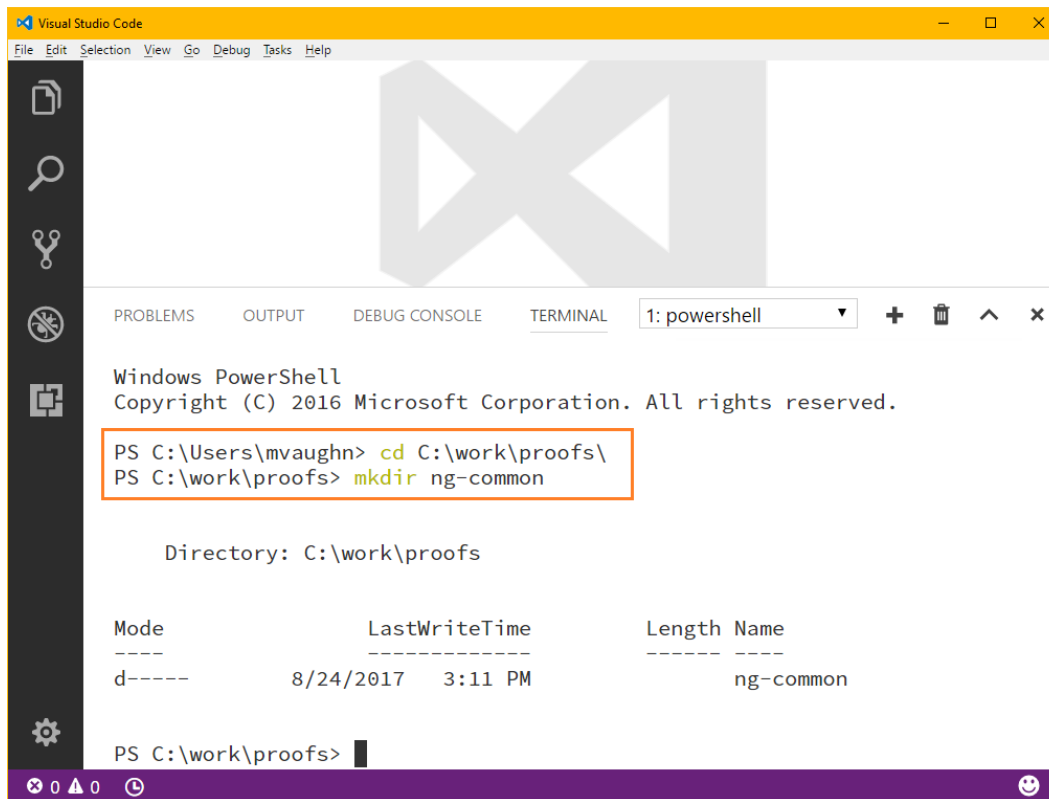 Visual Studio Code
File Edit Selection View Go Debug Tasks Help
PROBLEMS OUTPUT DEBUG CONSOLE TERMINAL 1: powershell
Windows PowerShell
Copyright (C) 2016 Microsoft Corporation. All rights reserved.
PS C:\Users\mvaughn> cd C:\work\proofs\
PS C:\work\proofs> mkdir ng-common
Directory: C:\work\proofs
Mode LastWriteTime Length Name
---- ------------- ------ ----
d----- 8/24/2017 3:11 PM ng-common
PS C:\work\proofs>
0 0